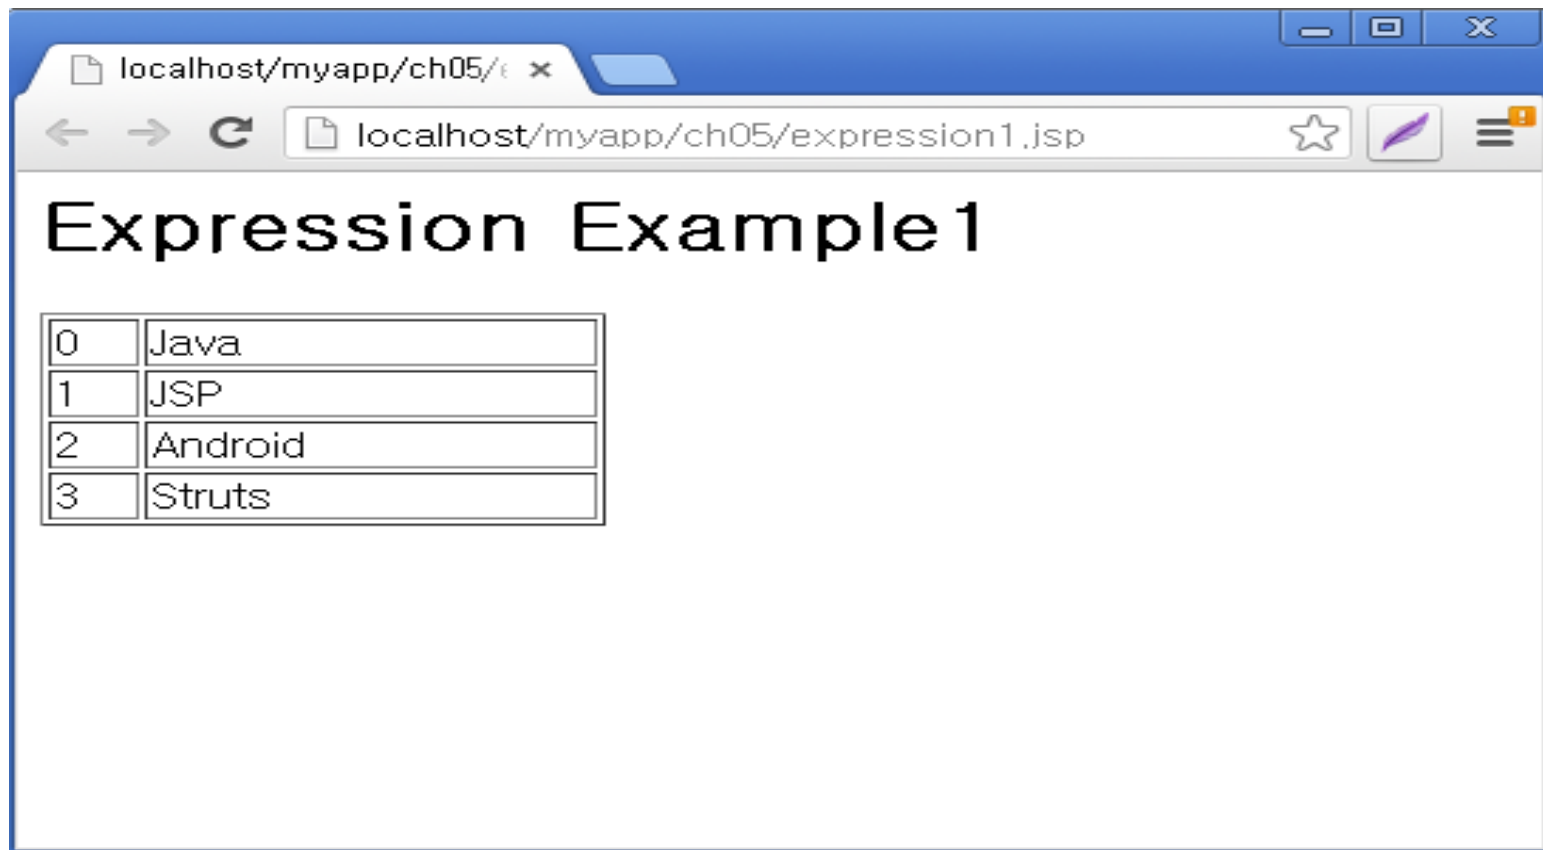 localhost/myapp/ch05/
localhost/myapp/ch05/expression1.jsp
Expression Example1
0 Java
1 JSP
2 Android
3 Struts